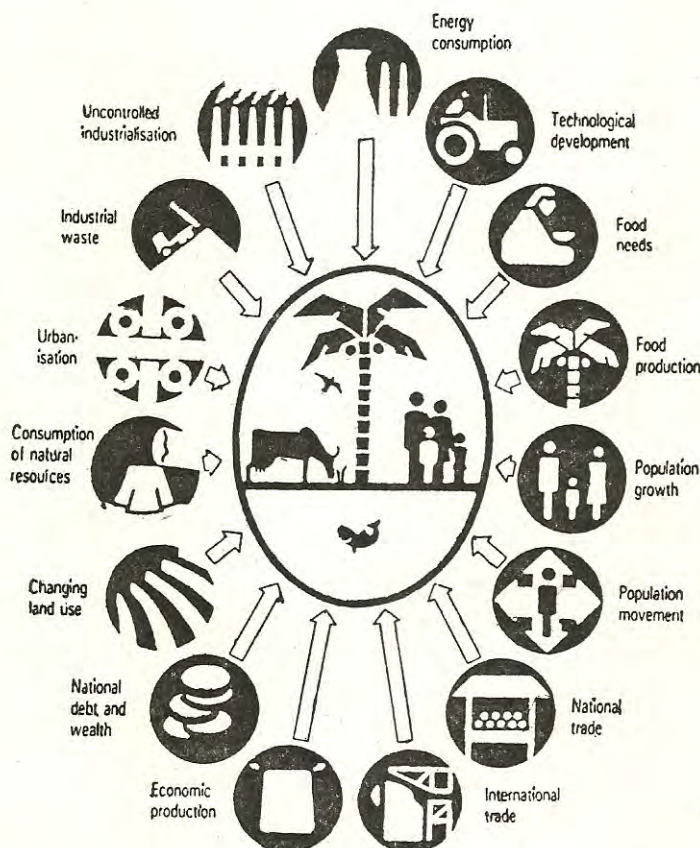 Energy
consumption
Technological
development
Food
needs
Food
production
Population
growth
Population
movement
National
trade
International
trade
Economic
production
National
debt, and
wealth
Changing
land use
Consumption
of natural
resources
Urban-
isation
Industrial
waste
Uncontrolled
industrialisation